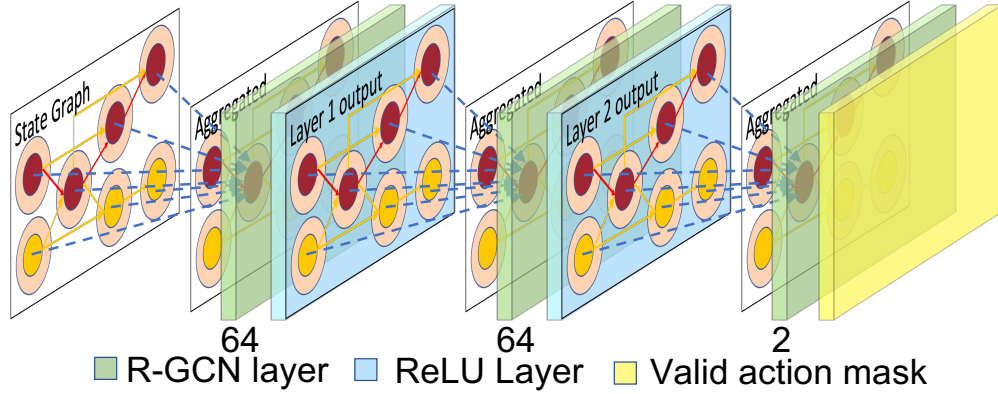 State Graph
Aggregated
Layer 1 output
Aggregated
Layer 2 output
Aggregated
64
64
2
R-GCN layer
ReLU Layer
Valid action mask